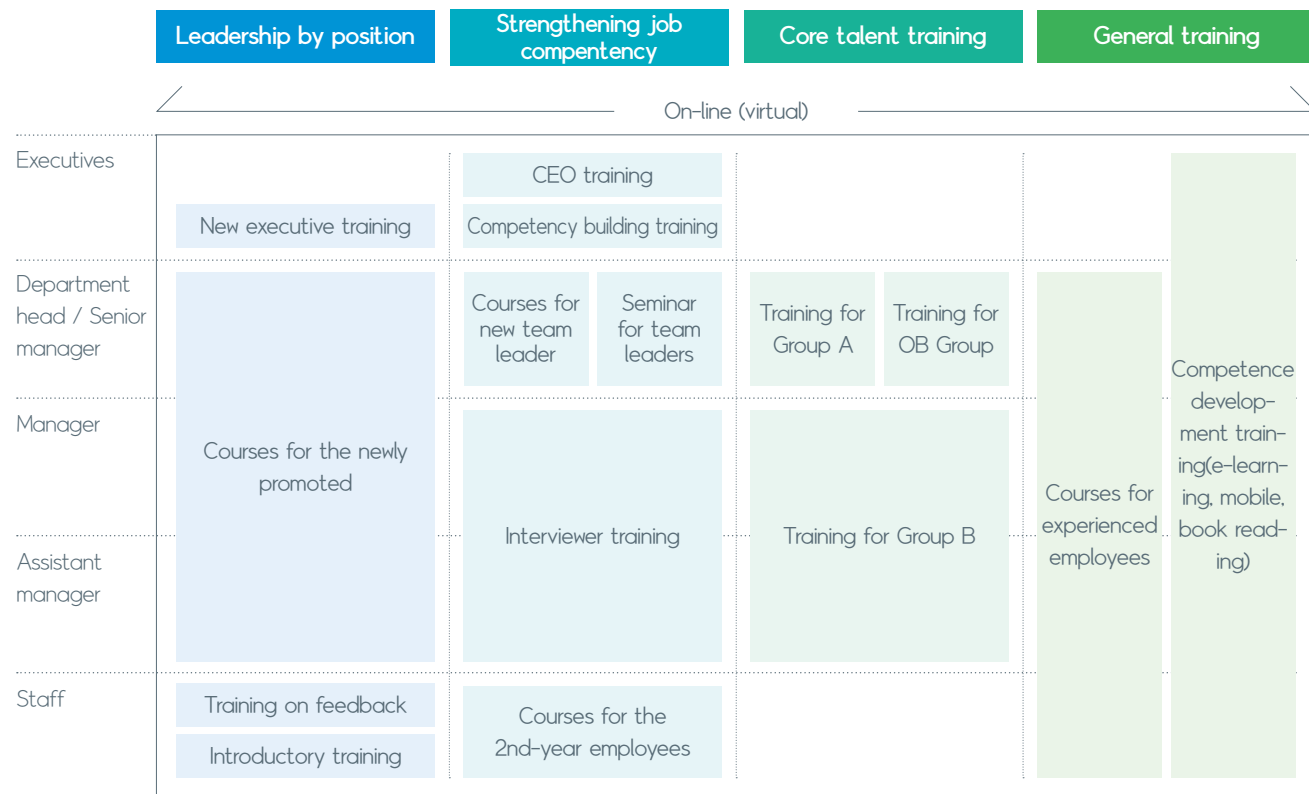 Leadership by position
Strengthening job
compentency
Core talent training
General training
On-line (virtual)
Executives
CEO training
New executive training
Competency building training
Department
head / Senior
manager
Courses for
new team
leader
Seminar
for team
leaders
Training for
Group A
Training for
OB Group
Manager
Courses for the newly
promoted
Interviewer training
Training for Group B
Assistant
manager
Courses for
experienced
employees
Competence
develop-
ment train-
ing(e-learn-
ing, mobile,
book read-
ing)
Staff
Training on feedback
Introductory training
Courses for the
2nd-year employees